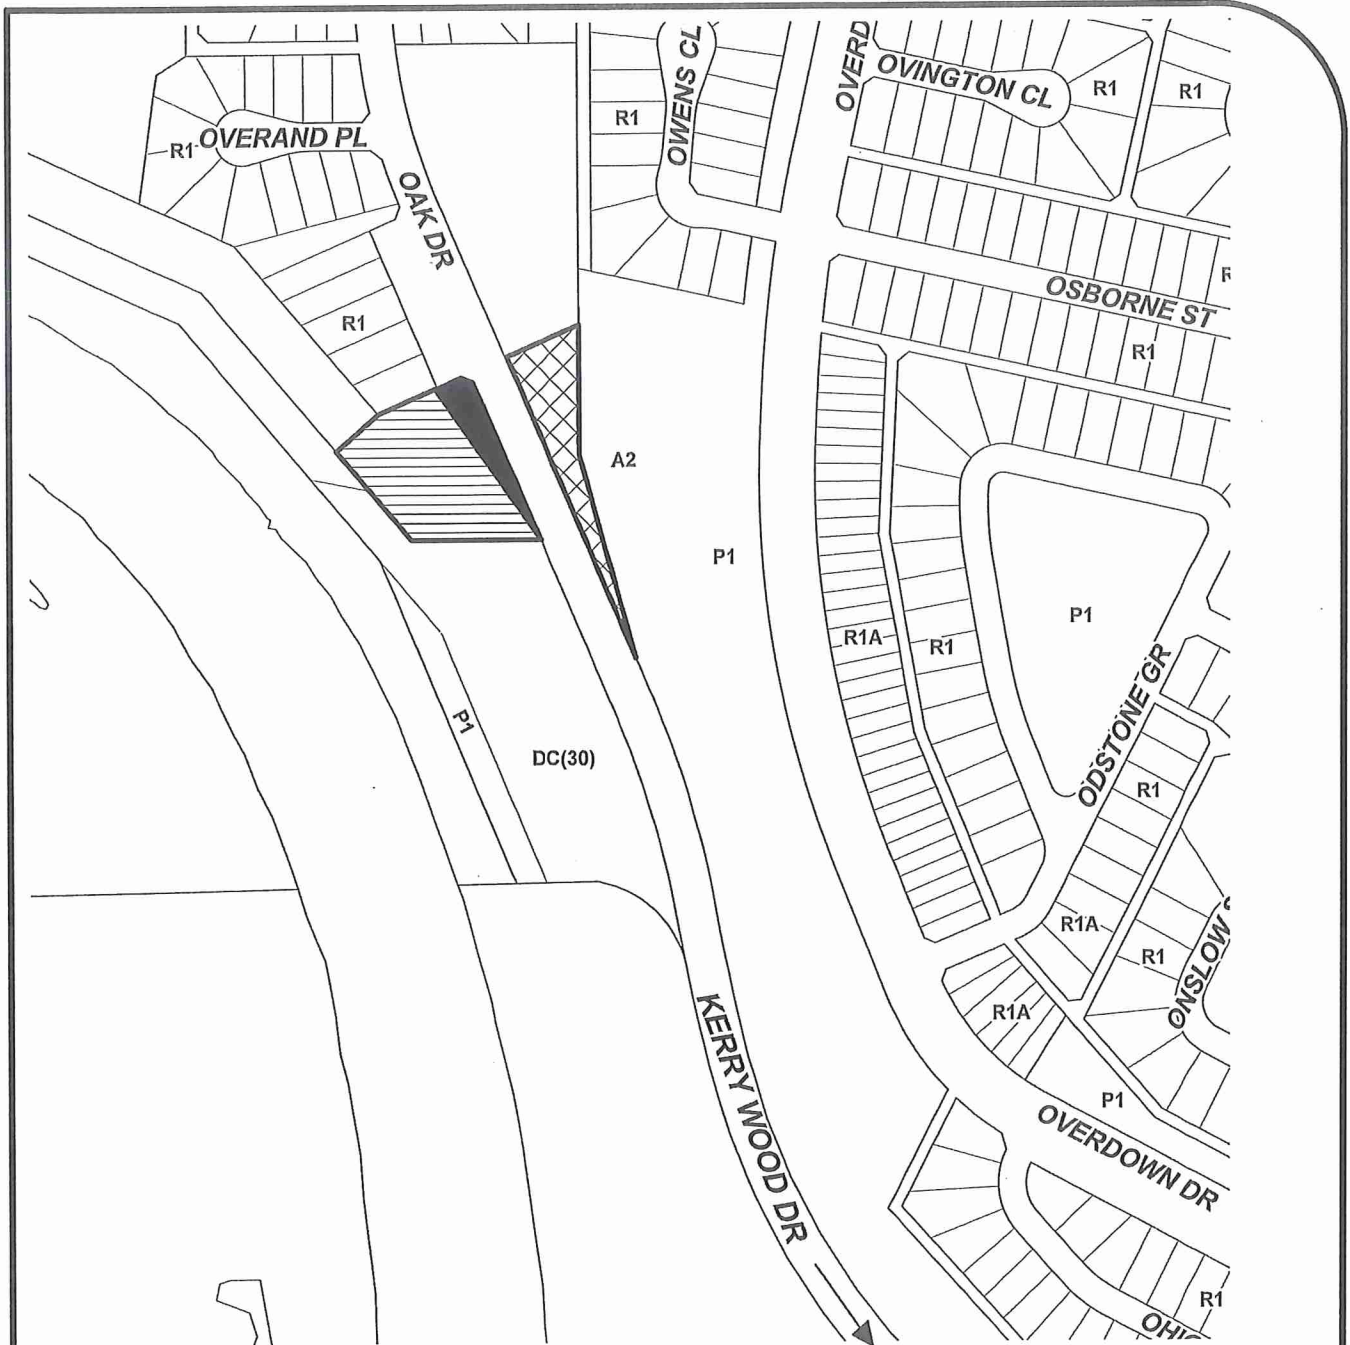 OVERD
OVINGTON CL
R1
R1
OWENS CL
R1
OVERAND PL
R1
OAK DR
OSBORNE ST
R1
R1
A2
P1
P1
R1A
R1
ODSTONE GR
P1
DC(30)
R1
R1A
R1
ONSLOW
R1A
KERRY WOOD DR
P1
OVERDOWN DR
R1